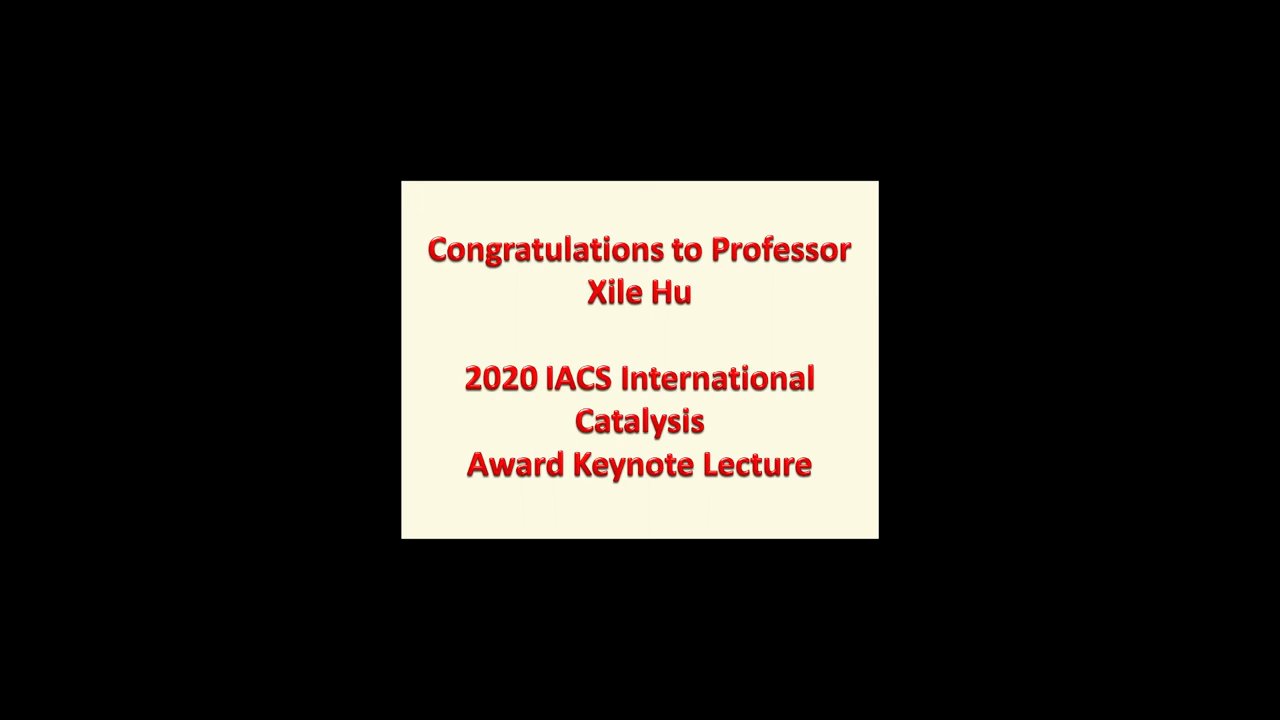 Congratulations to Professor
Xile Hu
2020 IACS International
Catalysis
Award Keynote Lecture